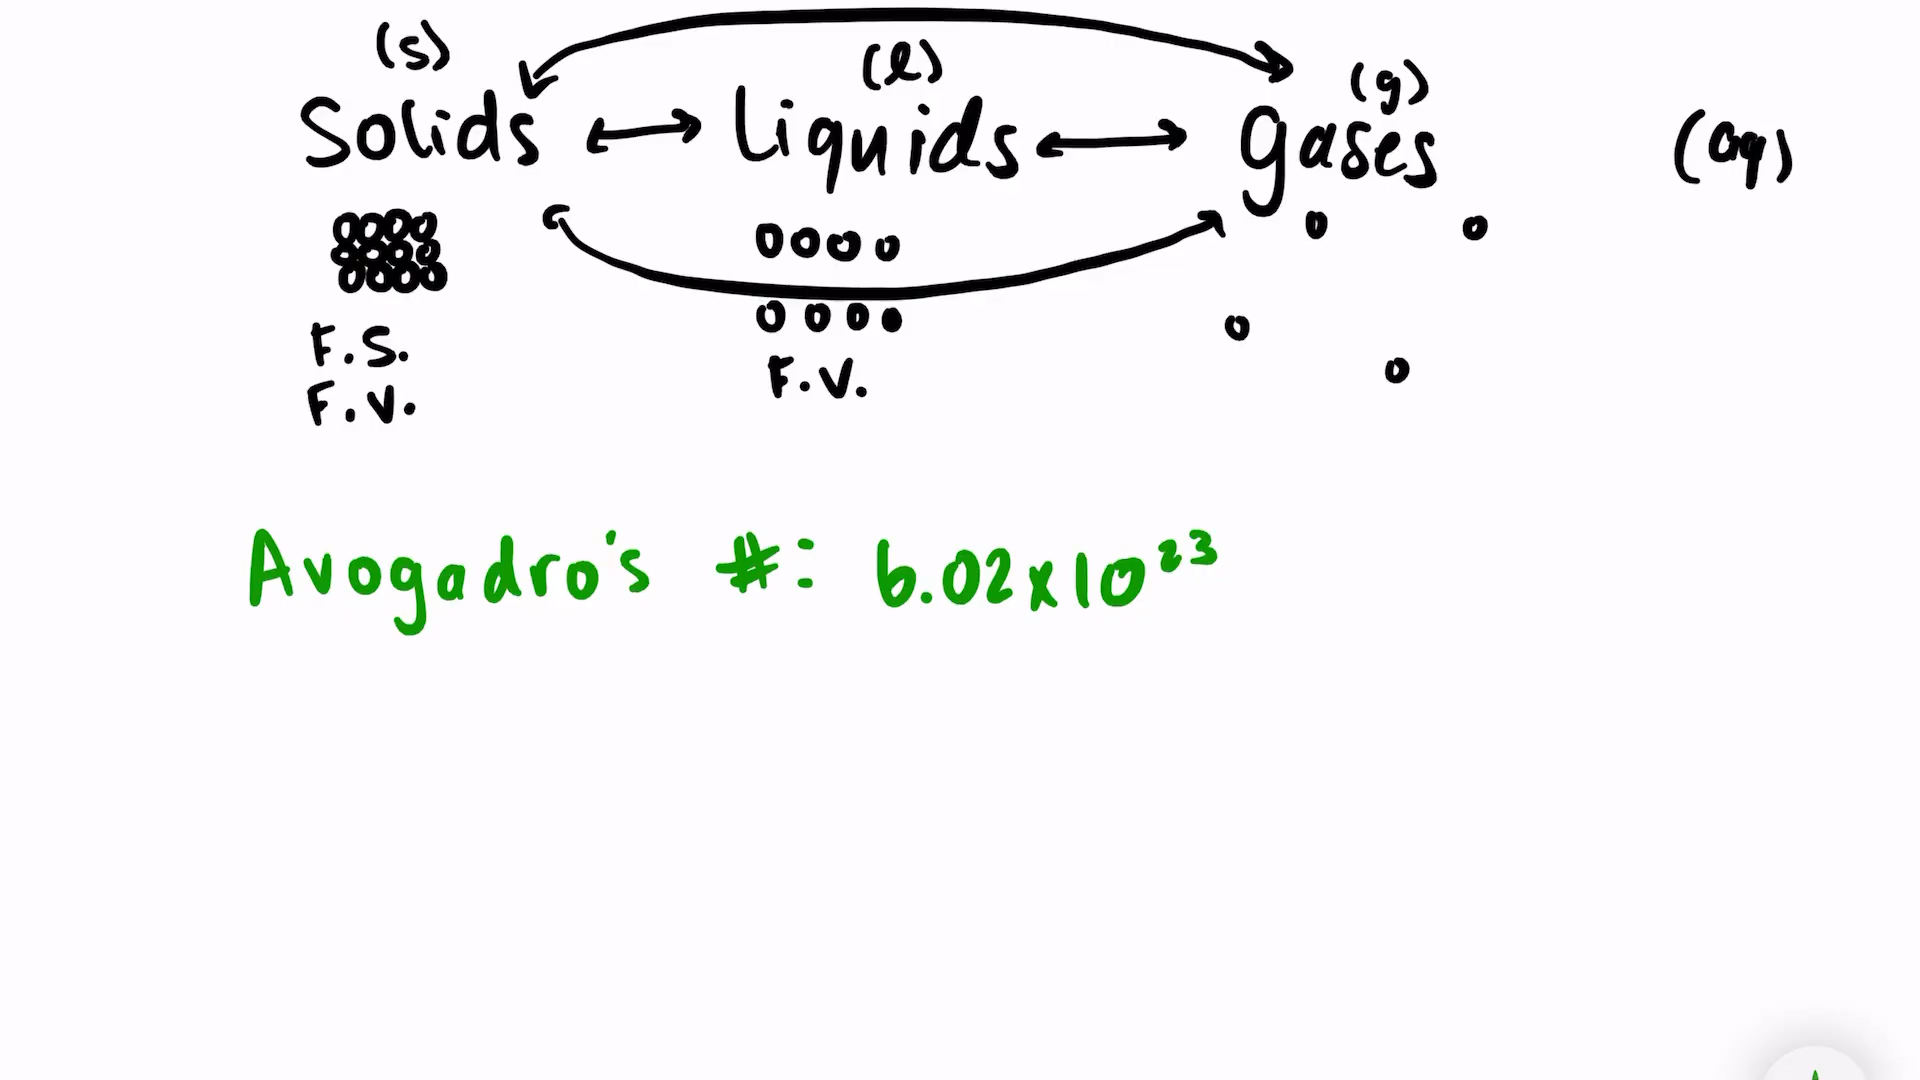 (s) (l) (g)
Solids Liquids gases (aq)
F.S.
F.V. F.V.
Avogadro's #: 6.02x10²³